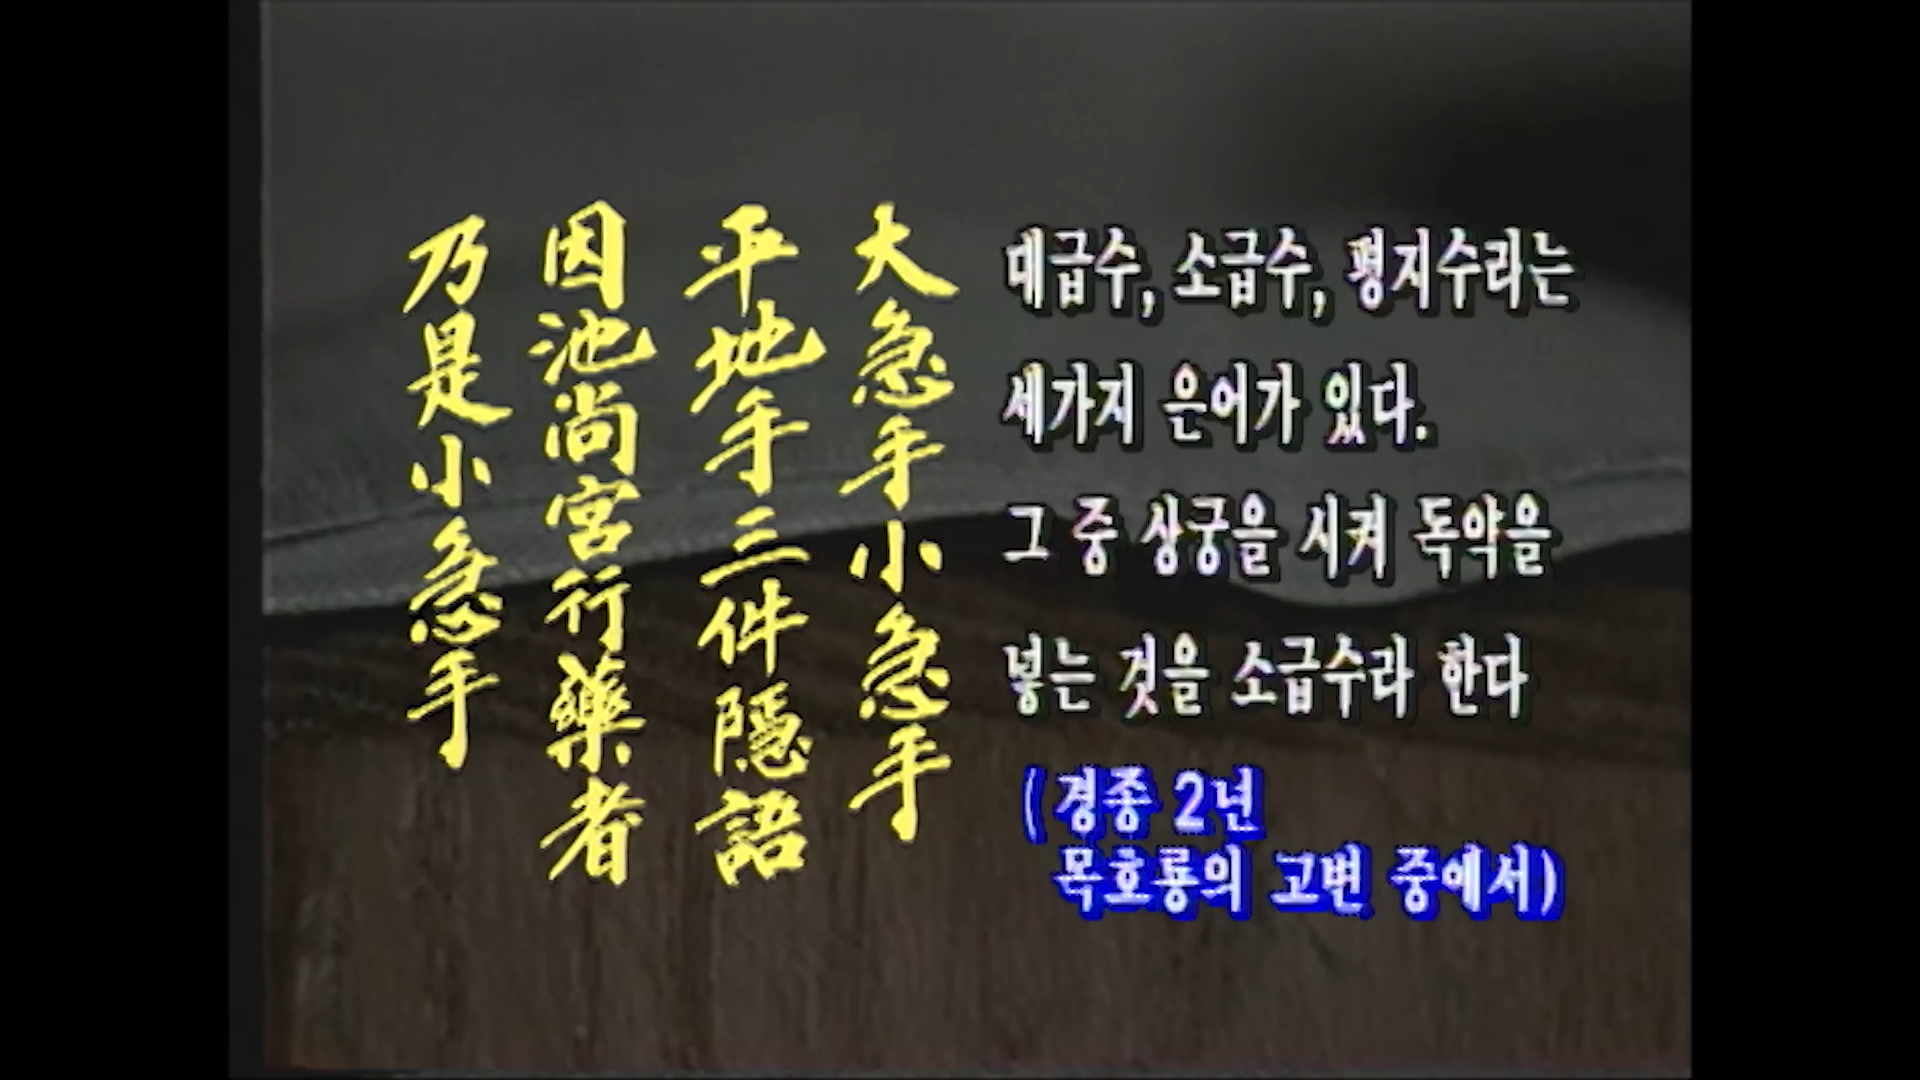 大急手小急手
平地手三件隱語
因池尙宮行藥者
乃是小急手
대급수, 소급수, 평지수라는
세가지 은어가 있다.
그 중 상궁을 시켜 독약을
넣는 것을 소급수라 한다
(경종 2년
목호룡의 고변 중에서)